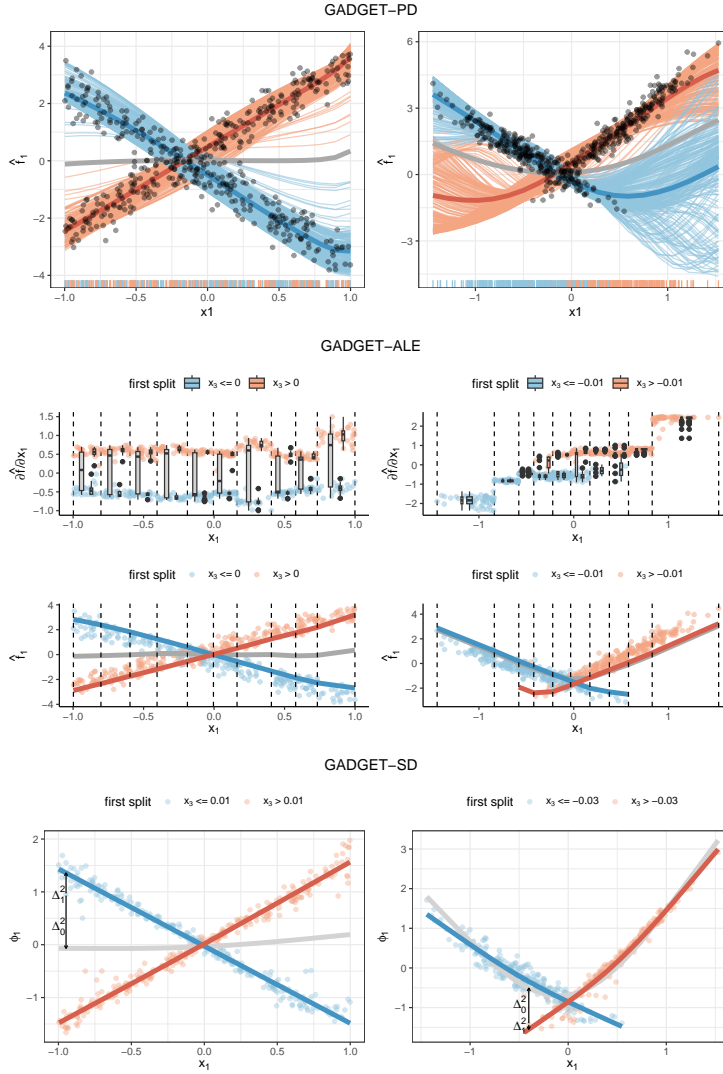 GADGET−PD
4
2
0
−2
−4
f̂₁
−1.0
−0.5
0.0
0.5
1.0
x1
6
3
0
−3
f̂₁
−1
0
1
x1
GADGET−ALE
first split x₃ <= 0 x₃ > 0
first split x₃ <= −0.01 x₃ > −0.01
1.5
1.0
0.5
0.0
−0.5
−1.0
∂f̂/∂x₁
−1.0
−0.5
0.0
0.5
1.0
x₁
2
1
0
−1
−2
∂f̂/∂x₁
−1
0
1
x₁
first split x₃ <= 0 x₃ > 0
first split x₃ <= −0.01 x₃ > −0.01
4
2
0
−2
−4
f̂₁
−1.0
−0.5
0.0
0.5
1.0
x₁
4
2
0
−2
f̂₁
−1
0
1
x₁
GADGET−SD
first split x₃ <= 0.01 x₃ > 0.01
first split x₃ <= −0.03 x₃ > −0.03
2
1
0
−1
ϕ₁
Δ₁²
Δ₀²
−1.0
−0.5
0.0
0.5
1.0
x₁
3
2
1
0
−1
ϕ₁
Δ₀²
Δ₁²
−1
0
1
x₁